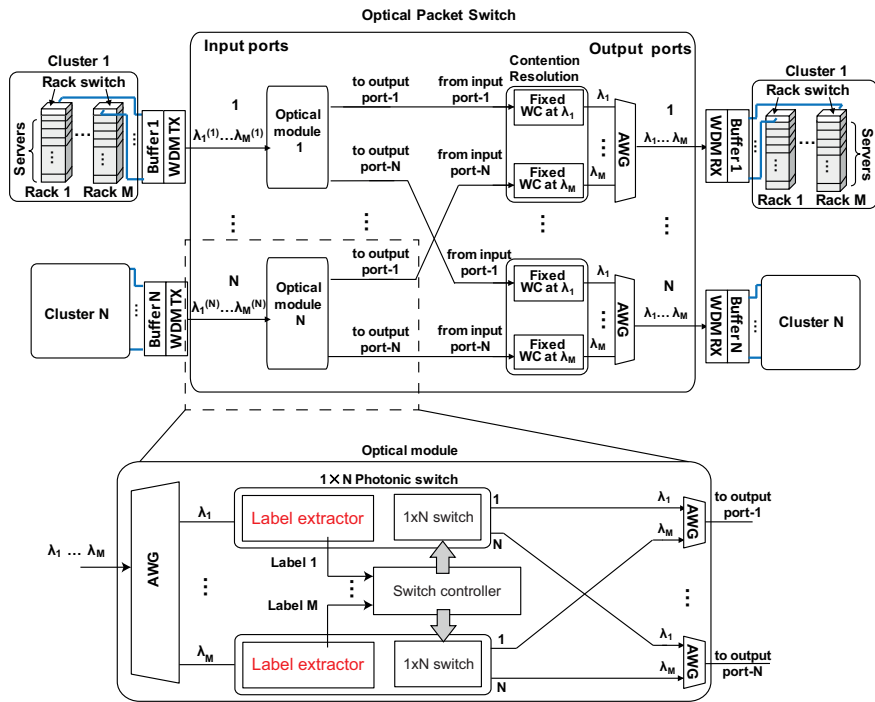 Optical Packet Switch
Input ports
Output ports
Cluster 1
Rack switch
Servers
Rack 1
Rack M
Buffer 1
WDM TX
1
λ1(1)...λM(1)
Optical module 1
to output port-1
to output port-N
from input port-1
from input port-N
Contention Resolution
Fixed WC at λ1
λ1
Fixed WC at λM
λM
AWG
1
λ1... λM
WDM RX
Buffer 1
Cluster 1
Rack switch
Servers
Rack 1
Rack M
Cluster N
Buffer N
WDM TX
N
λ1(N)...λM(N)
Optical module N
to output port-1
to output port-N
from input port-1
from input port-N
Fixed WC at λ1
λ1
Fixed WC at λM
λM
AWG
N
λ1... λM
WDM RX
Buffer N
Cluster N
Optical module
1×N Photonic switch
λ1 ... λM
AWG
λ1
Label extractor
1xN switch
1
N
Label 1
Switch controller
Label M
λM
Label extractor
1xN switch
1
N
λ1
λM
AWG
to output port-1
λ1
λM
AWG
to output port-N